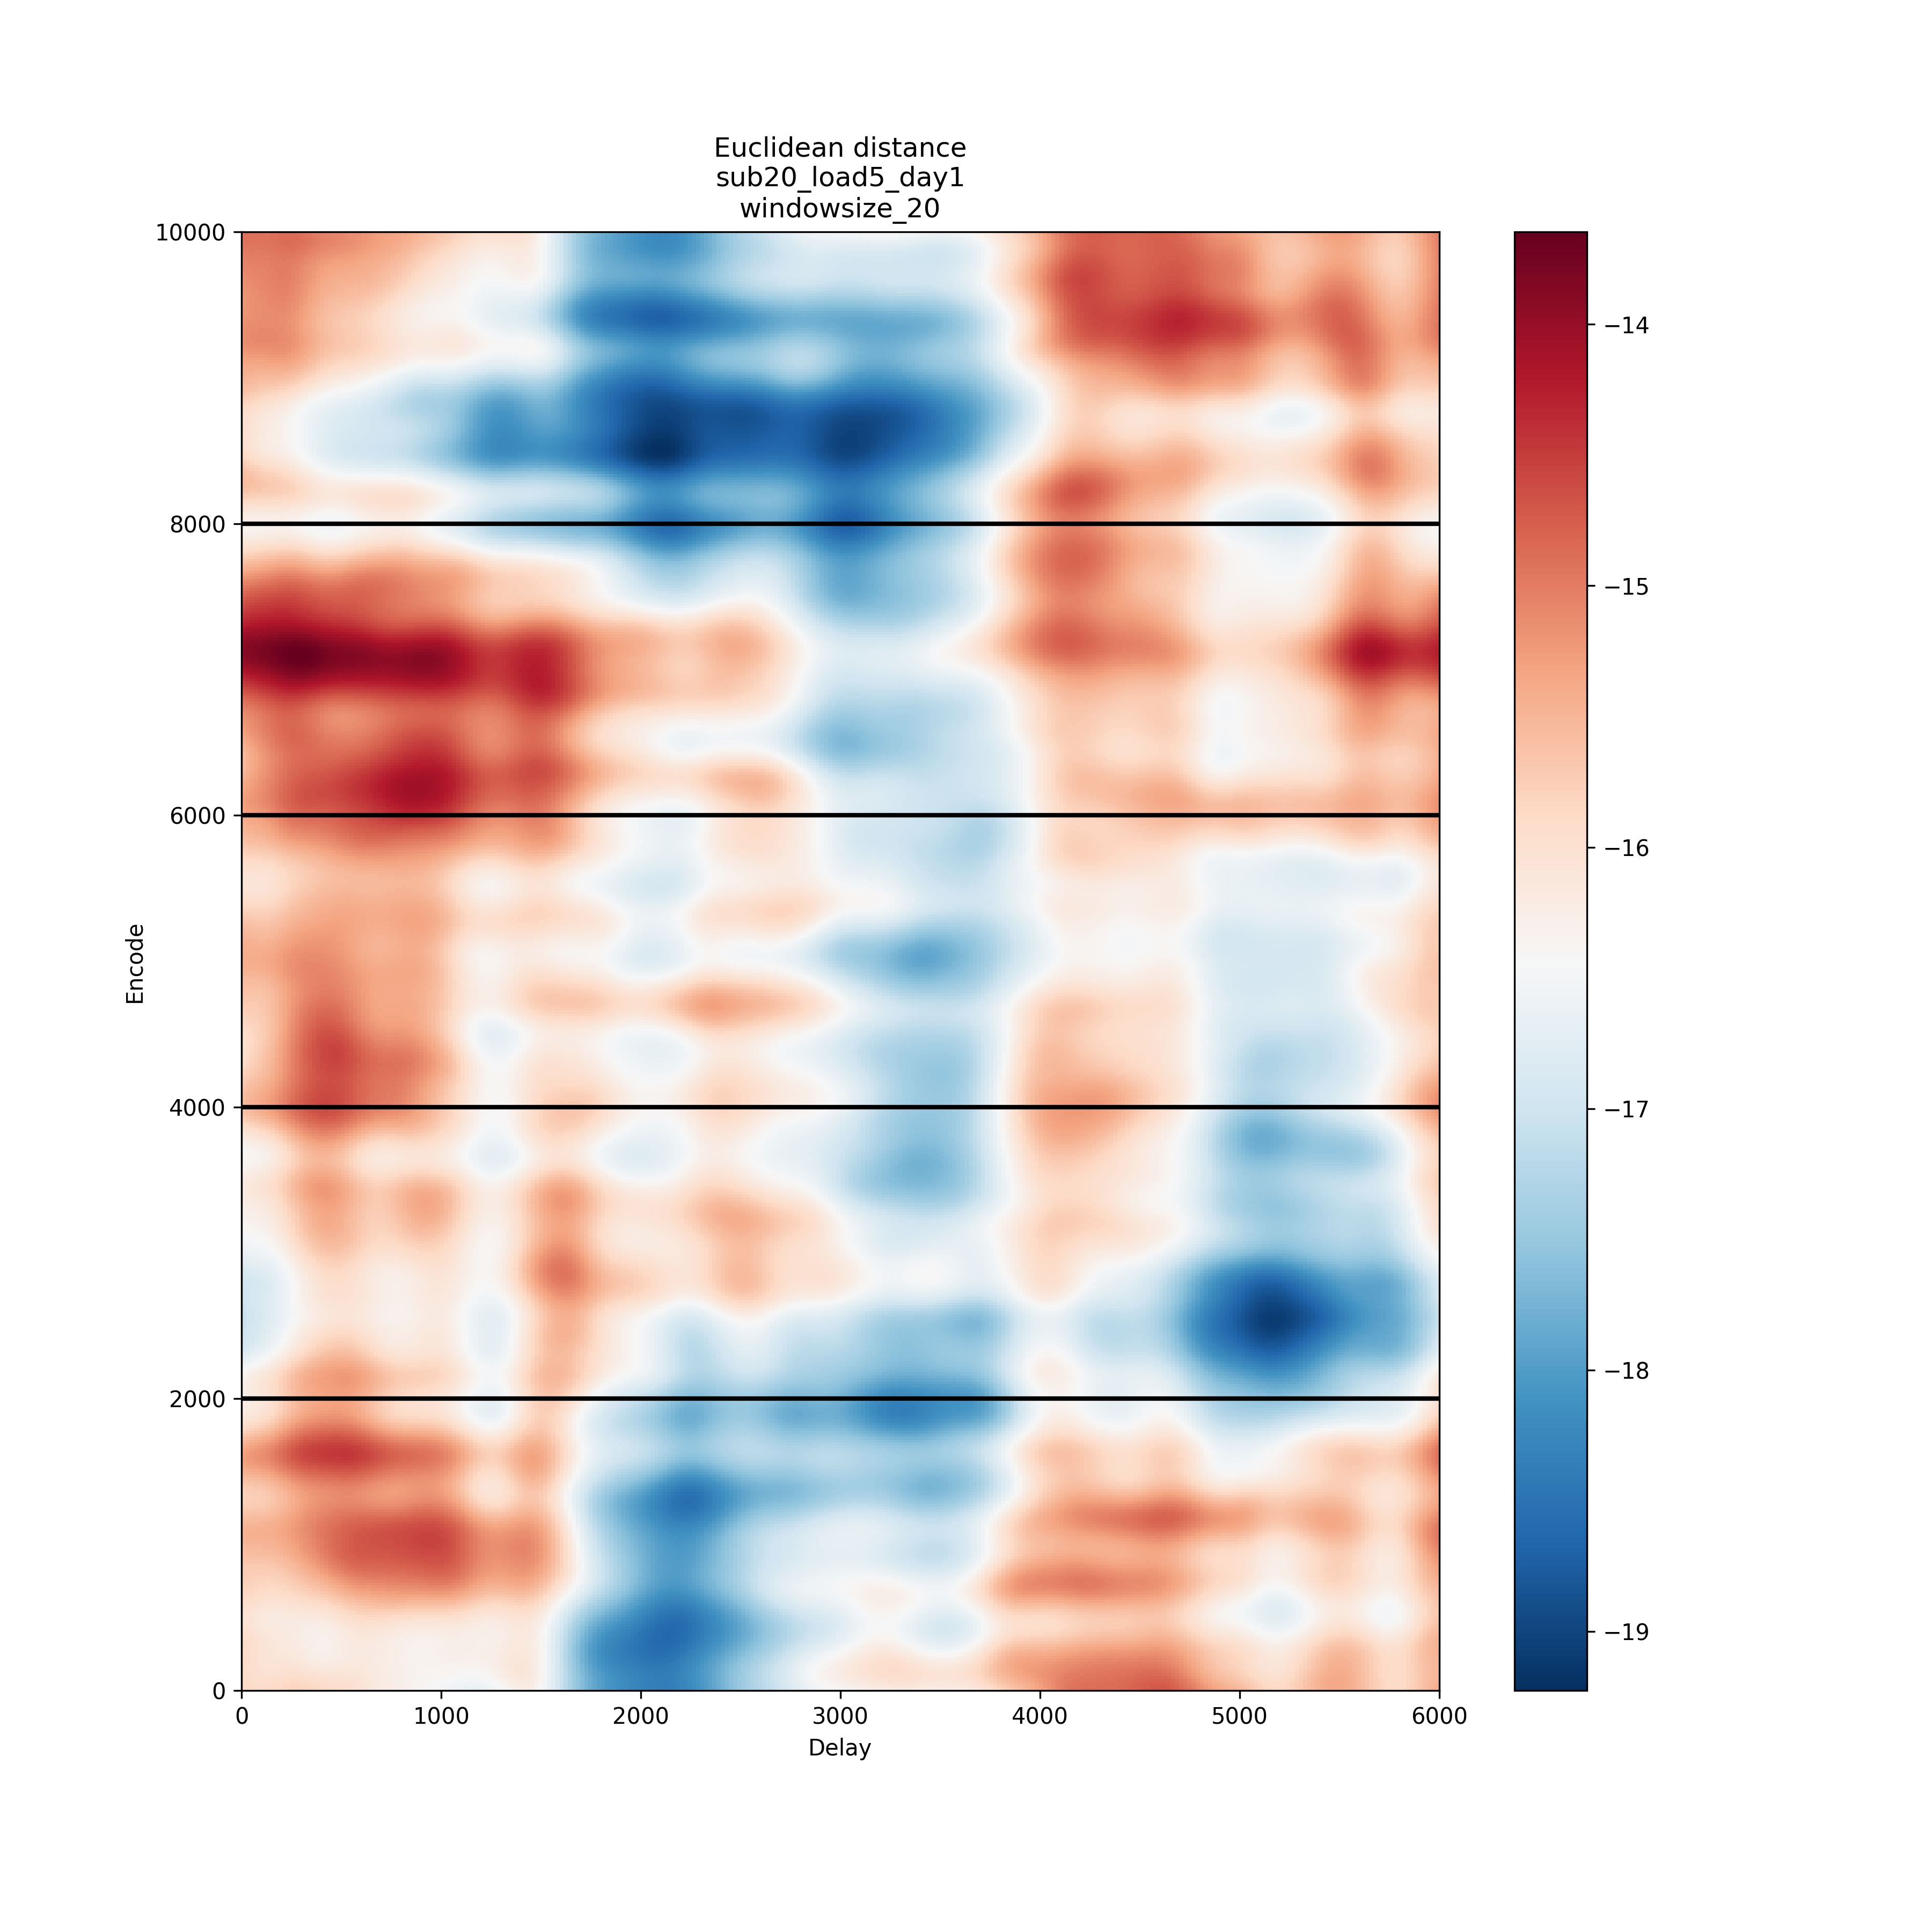 Euclidean distance
sub20_load5_day1
windowsize_20
10000
8000
6000
4000
2000
0
Encode
0 1000 2000 3000 4000 5000 6000
Delay
−14
−15
−16
−17
−18
−19